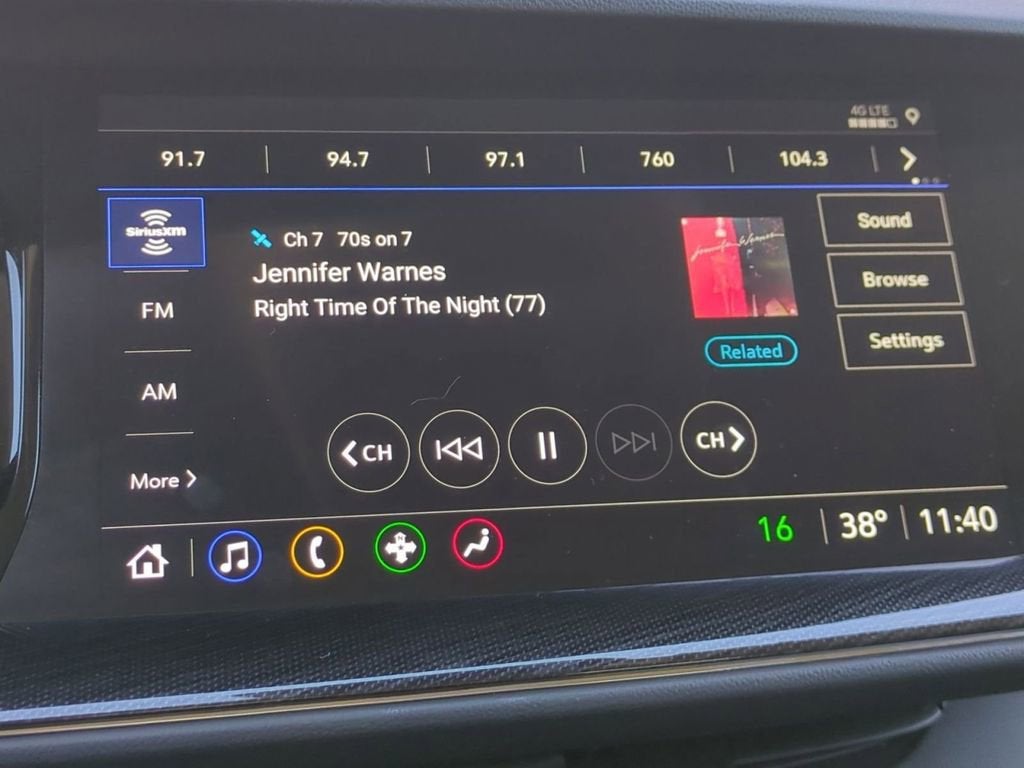 4G LTE
91.7 94.7 97.1 760 104.3
SiriusXM
FM
AM
More
Ch 7 70s on 7
Jennifer Warnes
Right Time Of The Night (77)
Jennifer Warnes
Related
Sound
Browse
Settings
CH
CH
N
16 38° 11:40